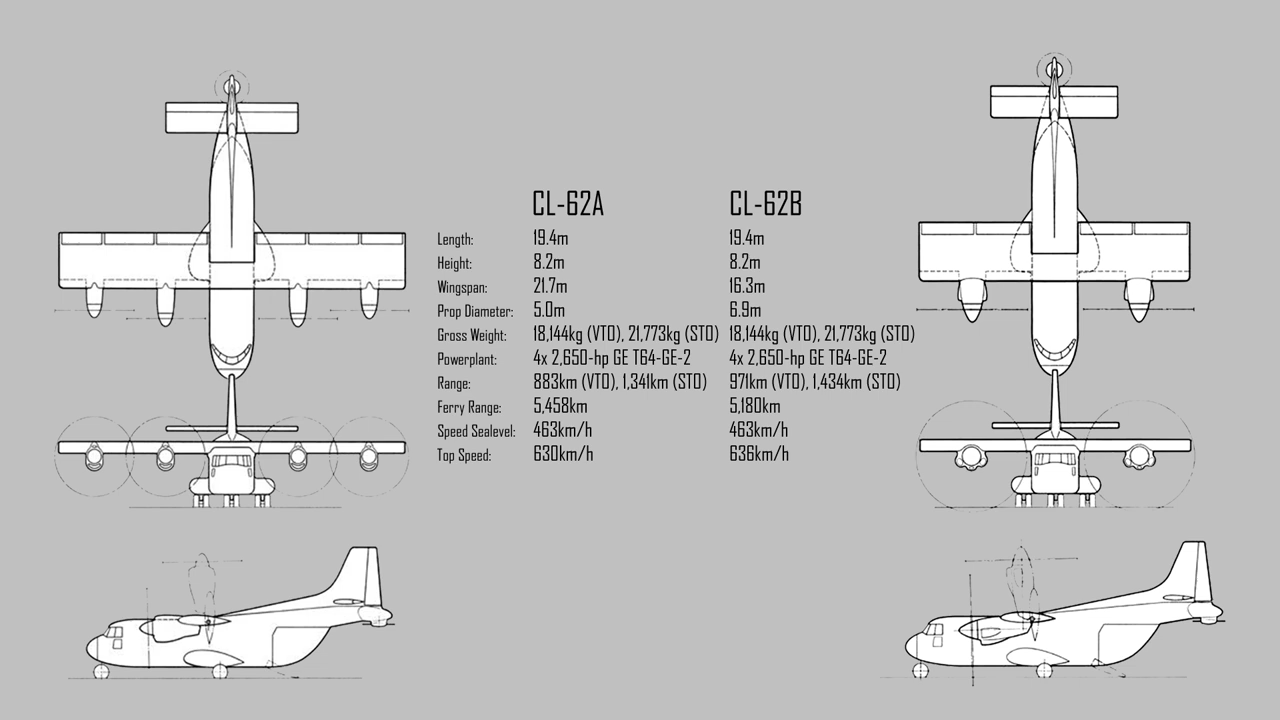 CL-62A CL-62B
Length: 19.4m 19.4m
Height: 8.2m 8.2m
Wingspan: 21.7m 16.3m
Prop Diameter: 5.0m 6.9m
Gross Weight: 18,144kg (VTO), 21,773kg (STO) 18,144kg (VTO), 21,773kg (STO)
Powerplant: 4x 2,650-hp GE T64-GE-2 4x 2,650-hp GE T64-GE-2
Range: 883km (VTO), 1,341km (STO) 971km (VTO), 1,434km (STO)
Ferry Range: 5,458km 5,180km
Speed Sealevel: 463km/h 463km/h
Top Speed: 630km/h 636km/h